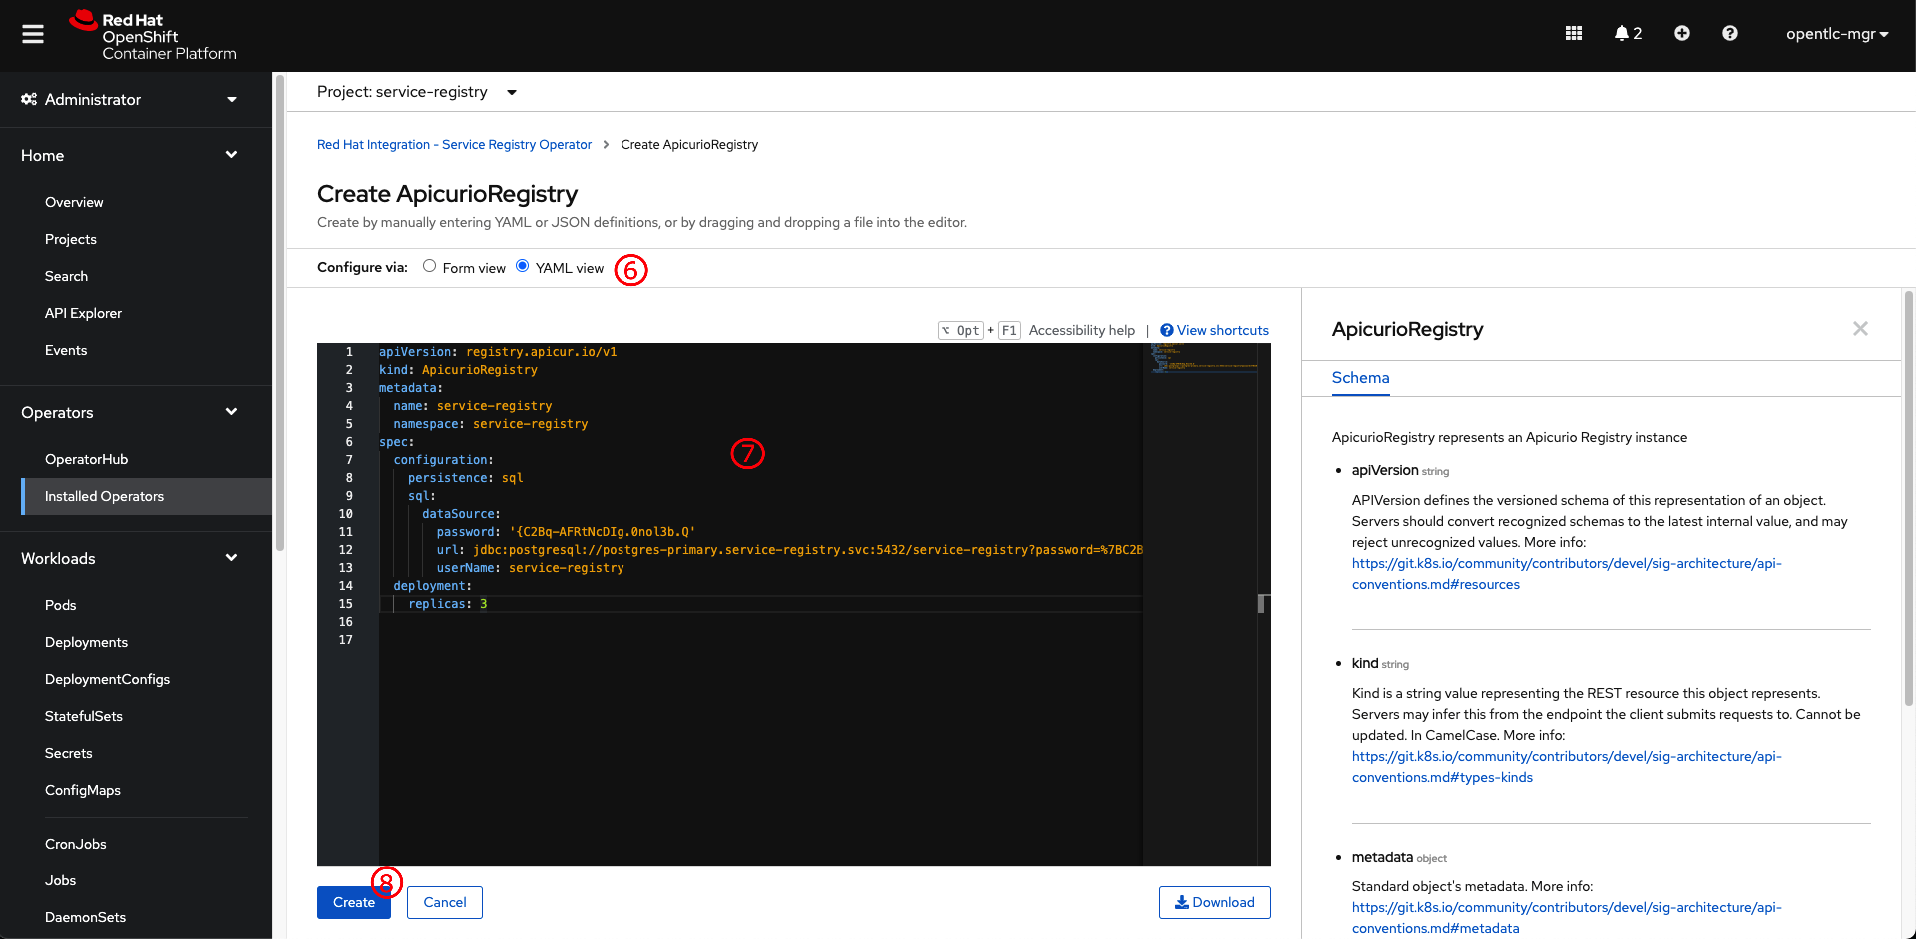 Red Hat
OpenShift
Container Platform
2
opentlc-mgr
Administrator
Home
Overview
Projects
Search
API Explorer
Events
Operators
OperatorHub
Installed Operators
Workloads
Pods
Deployments
DeploymentConfigs
StatefulSets
Secrets
ConfigMaps
CronJobs
Jobs
DaemonSets
Project: service-registry
Red Hat Integration - Service Registry Operator > Create ApicurioRegistry
Create ApicurioRegistry
Create by manually entering YAML or JSON definitions, or by dragging and dropping a file into the editor.
Configure via: Form view YAML view ⑥
⌥ Opt + F1 Accessibility help | View shortcuts
1 apiVersion: registry.apicur.io/v1
2 kind: ApicurioRegistry
3 metadata:
4 name: service-registry
5 namespace: service-registry
6 spec:
⑦
7 configuration:
8 persistence: sql
9 sql:
10 dataSource:
11 password: '{C2Bq-AFRtNcDIg.0nol3b.Q'
12 url: jdbc:postgresql://postgres-primary.service-registry.svc:5432/service-registry?password=%7BC2B
13 userName: service-registry
14 deployment:
15 replicas: 3
16
17
⑧
Create Cancel Download
ApicurioRegistry
Schema
ApicurioRegistry represents an Apicurio Registry instance
• apiVersion string
APIVersion defines the versioned schema of this representation of an object.
Servers should convert recognized schemas to the latest internal value, and may
reject unrecognized values. More info:
https://git.k8s.io/community/contributors/devel/sig-architecture/api-
conventions.md#resources
• kind string
Kind is a string value representing the REST resource this object represents.
Servers may infer this from the endpoint the client submits requests to. Cannot be
updated. In CamelCase. More info:
https://git.k8s.io/community/contributors/devel/sig-architecture/api-
conventions.md#types-kinds
• metadata object
Standard object's metadata. More info:
https://git.k8s.io/community/contributors/devel/sig-architecture/api-
conventions.md#metadata